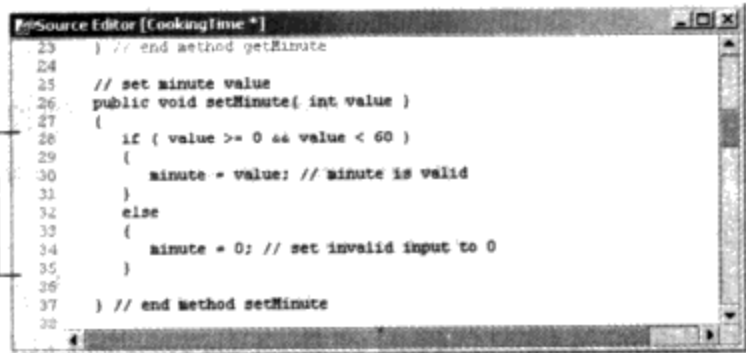 Source Editor [CookingTime *]
23 } // end method getMinute
24
25 // set minute value
26 public void setMinute( int value )
27 {
28 if ( value >= 0 && value < 60 )
29 {
30 minute = value; // minute is valid
31 }
32 else
33 {
34 minute = 0; // set invalid input to 0
35 }
36
37 } // end method setMinute
38